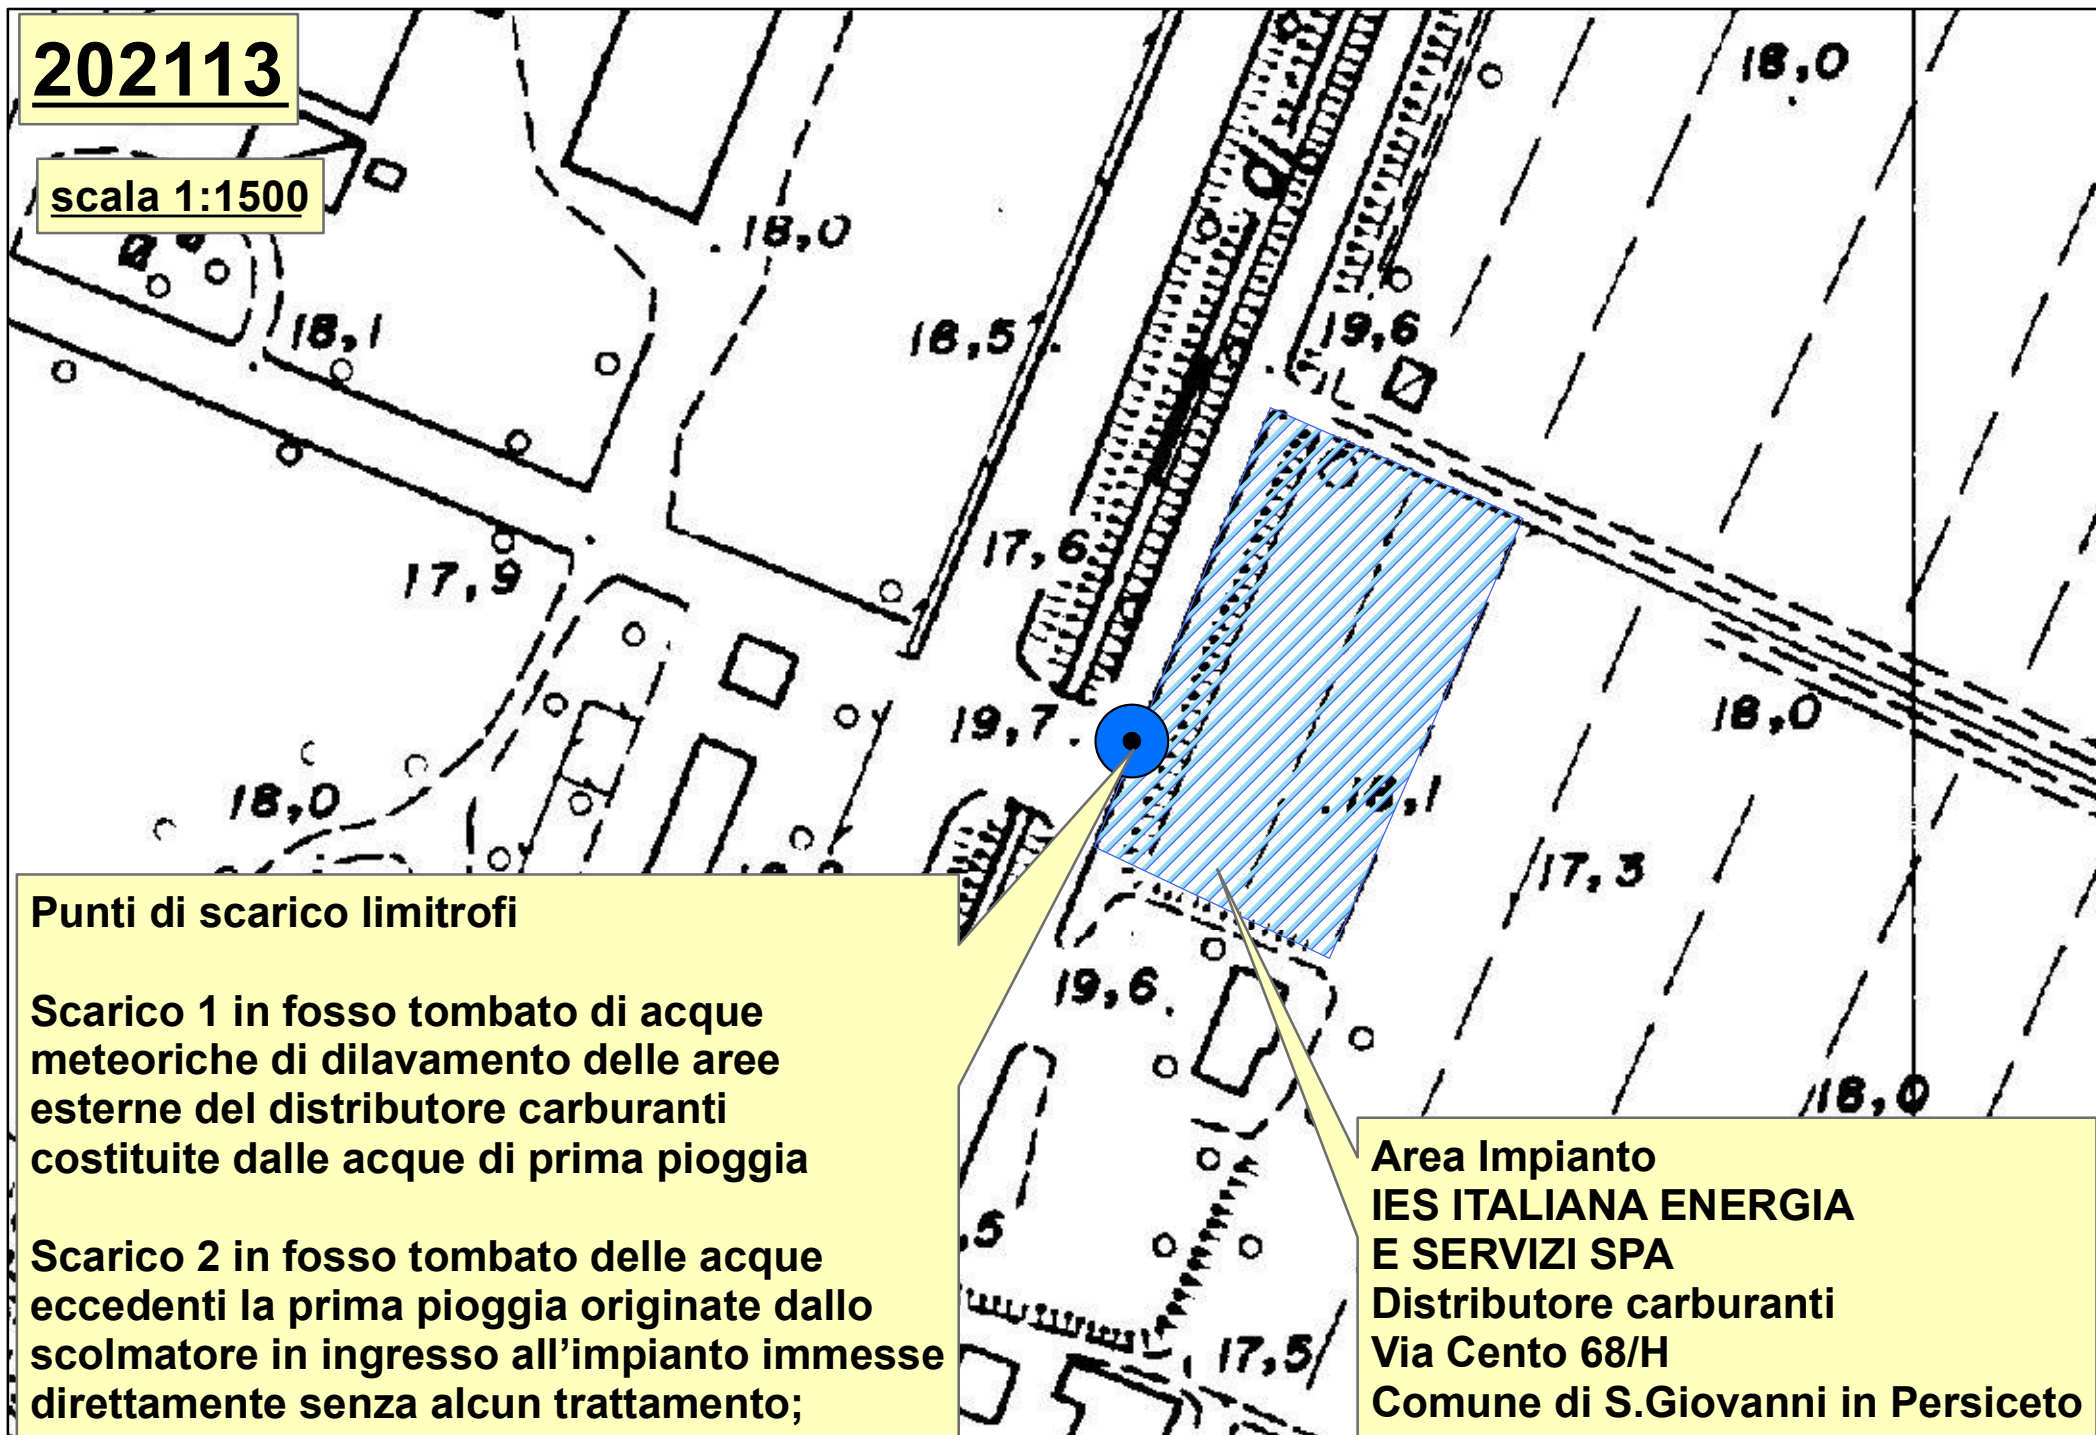 202113
18,0
scala 1:1500
18,0
18,1
18,5
19,6
di
17,6
17,9
19,7
18,0
18,0
18,1
17,3
19,6
18,0
17,5
Punti di scarico limitrofi
Scarico 1 in fosso tombato di acque
meteoriche di dilavamento delle aree
esterne del distributore carburanti
costituite dalle acque di prima pioggia
Scarico 2 in fosso tombato delle acque
eccedenti la prima pioggia originate dallo
scolmatore in ingresso all’impianto immesse
direttamente senza alcun trattamento;
Area Impianto
IES ITALIANA ENERGIA
E SERVIZI SPA
Distributore carburanti
Via Cento 68/H
Comune di S.Giovanni in Persiceto